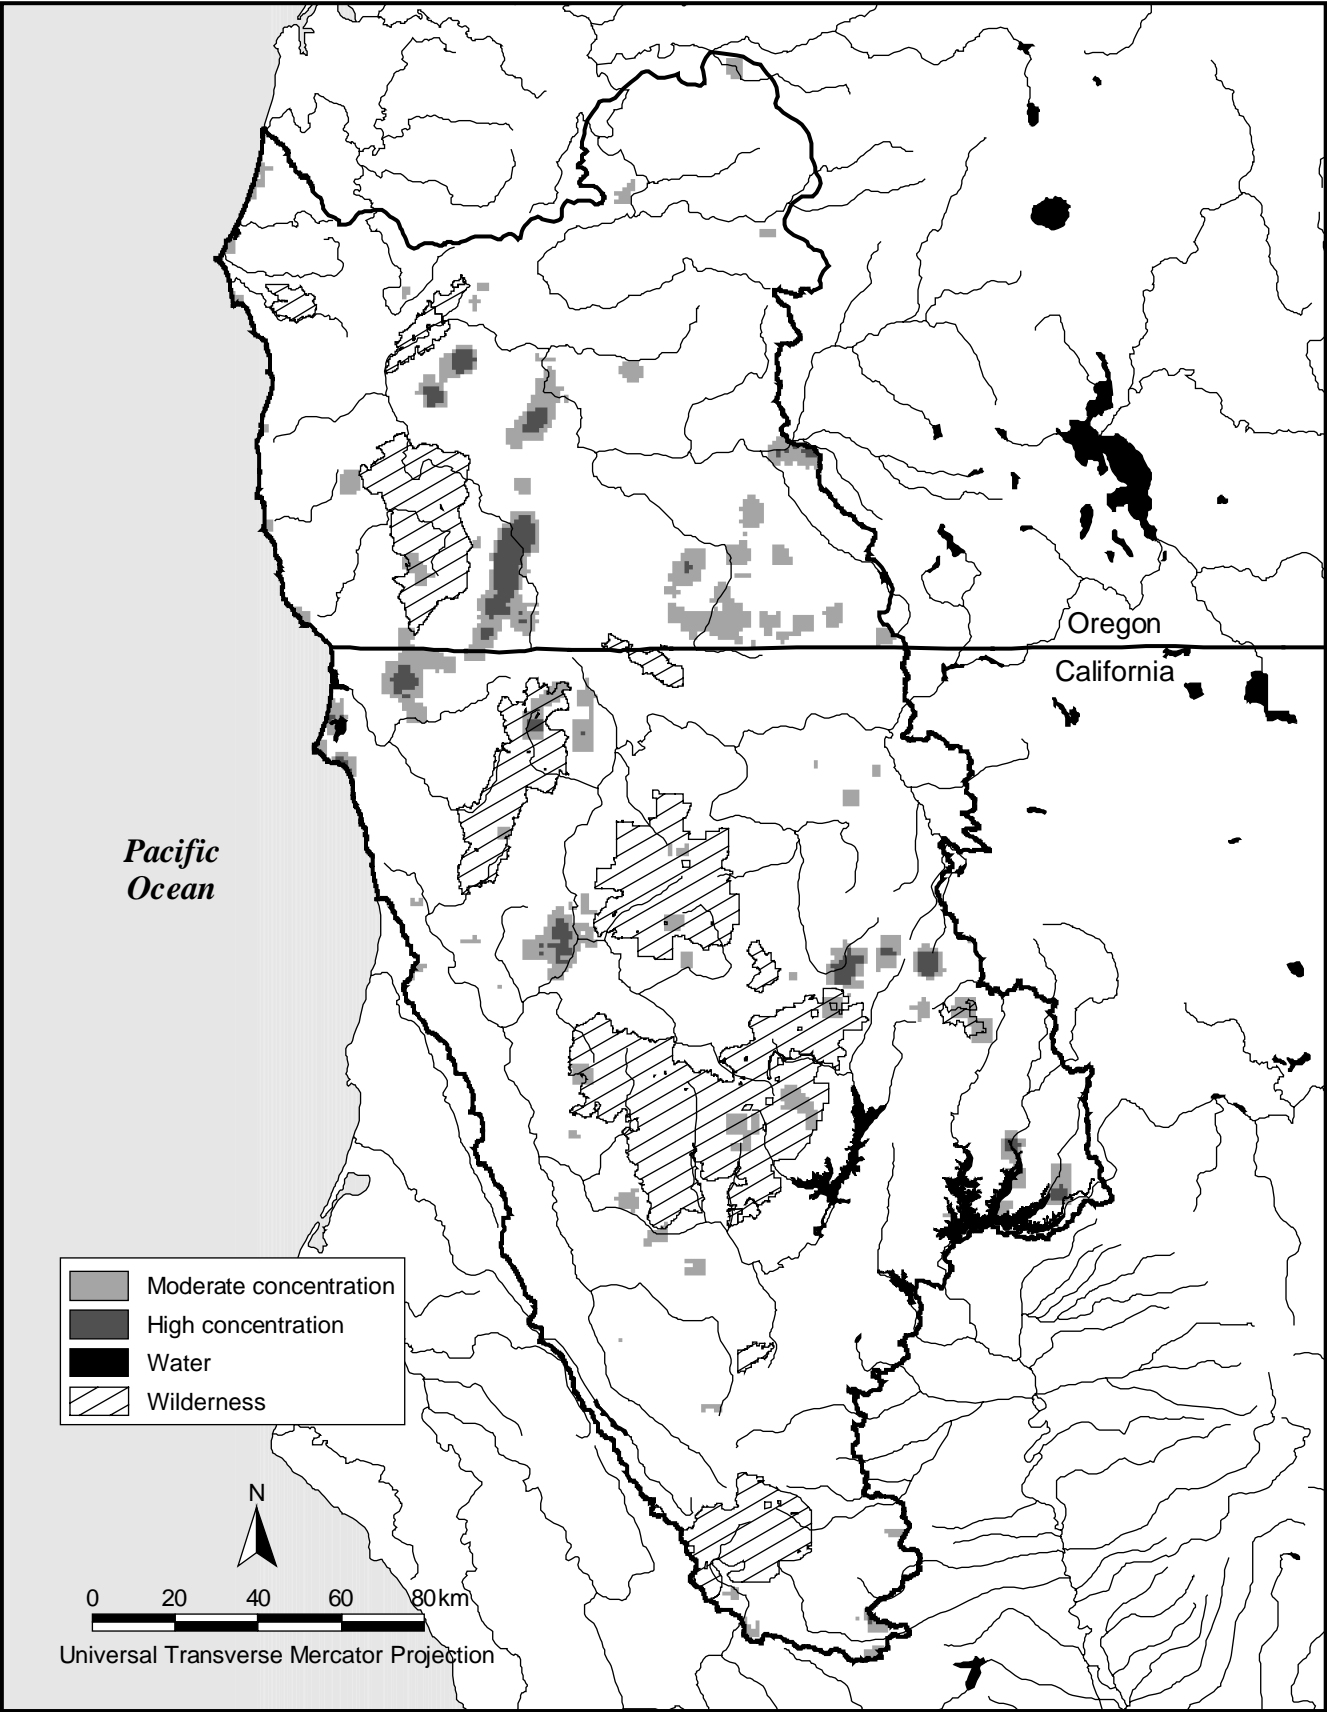 Oregon
California
Pacific
Ocean
Moderate concentration
High concentration
Water
Wilderness
N
0 20 40 60 80km
Universal Transverse Mercator Projection